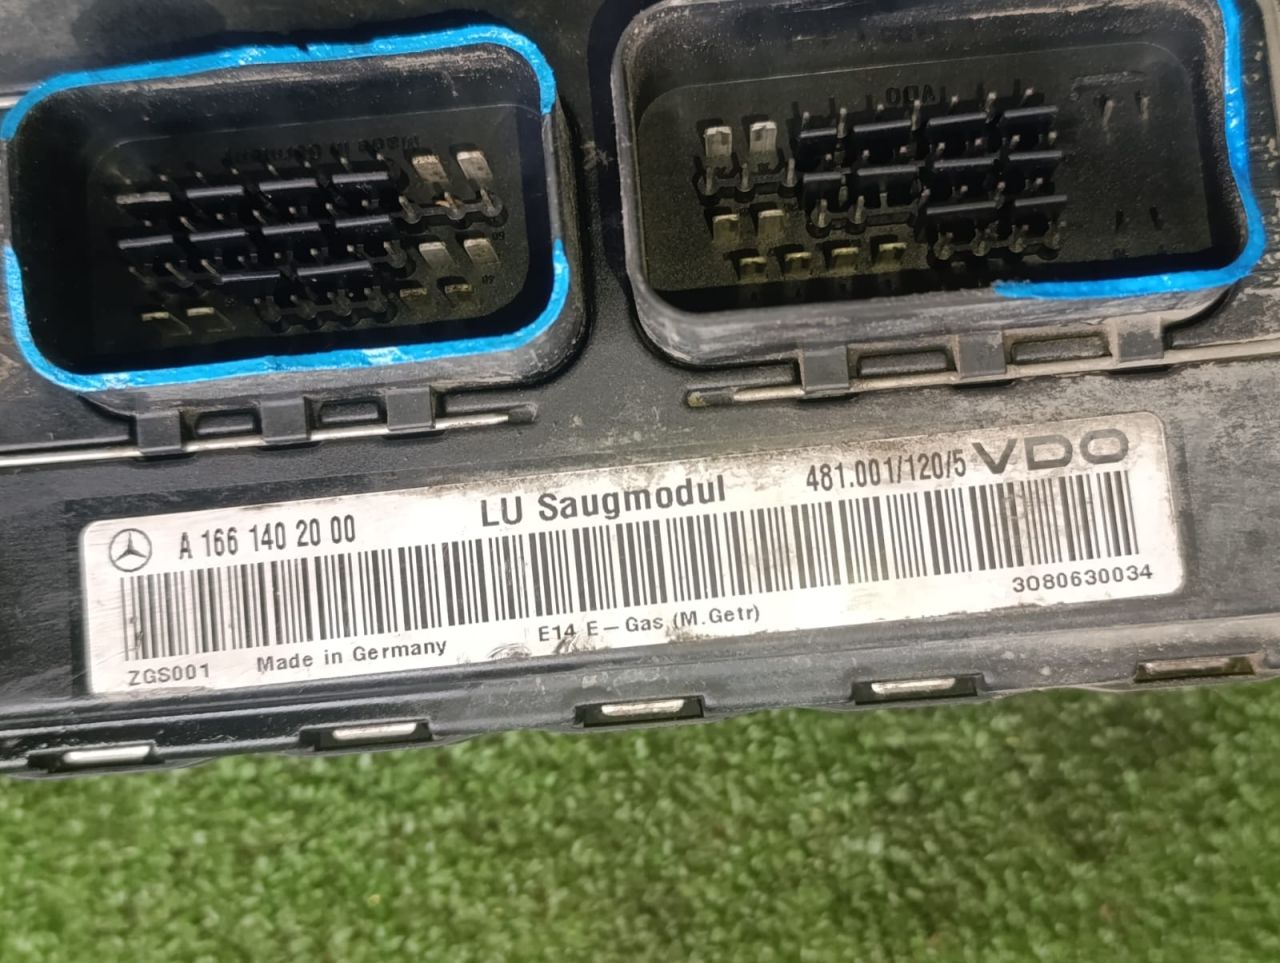 VDO
A 166 140 20 00
LU Saugmodul
481.001/120/5
VDO
3080630034
E14 E-Gas (M.Getr)
ZGS001
Made in Germany